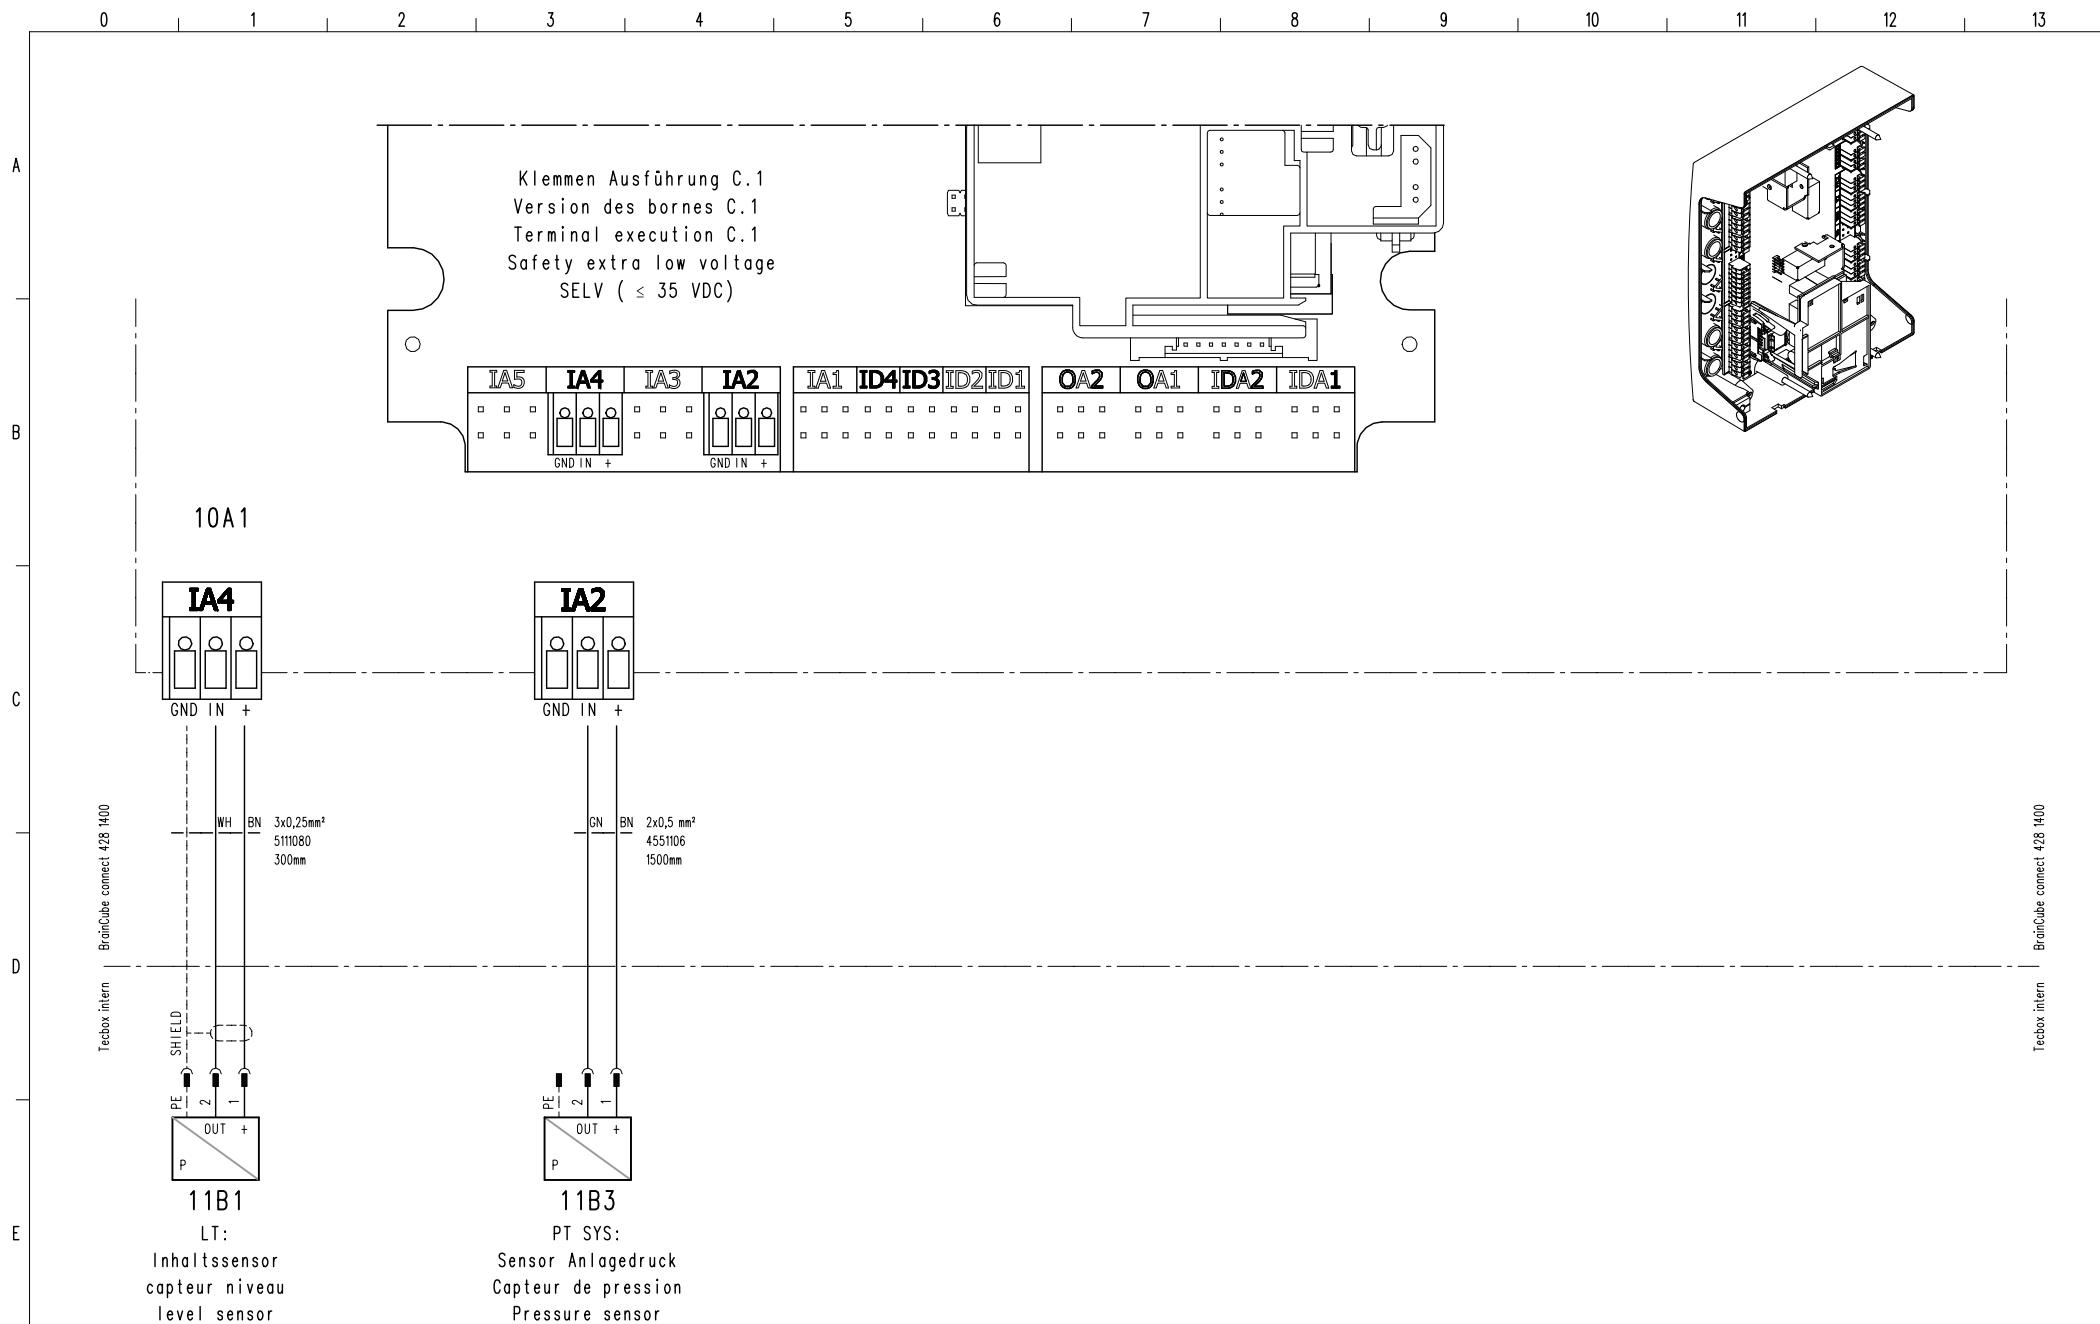 0 1 2 3 4 5 6 7 8 9 10 11 12 13
A
Klemmen Ausführung C.1
Version des bornes C.1
Terminal execution C.1
Safety extra low voltage
SELV ( ≤ 35 VDC)
IA5 IA4 IA3 IA2 IA1 ID4 ID3 ID2 ID1 OA2 OA1 IDA2 IDA1
B
GND IN + GND IN +
10A1
IA4 IA2
C
GND IN + GND IN +
WH BN 3x0,25mm²
5111080
300mm
GN BN 2x0,5 mm²
4551106
1500mm
BrainCube connect 428 1400
BrainCube connect 428 1400
D
Tecbox intern
Tecbox intern
SHIELD
PE 2 1 PE 2 1
OUT + OUT +
P P
11B1
LT:
Inhaltssensor
capteur niveau
level sensor
11B3
PT SYS:
Sensor Anlagedruck
Capteur de pression
Pressure sensor
E